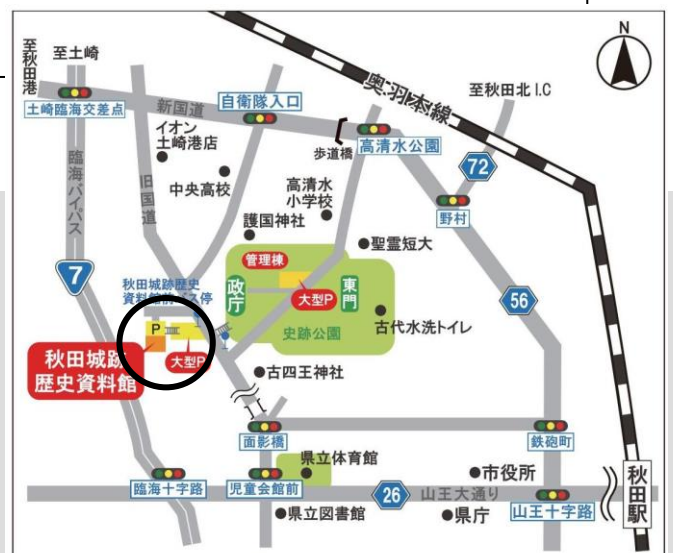 N
至秋田港
至土崎
奥羽本線
至秋田北I.C
土崎臨海交差点
新国道
自衛隊入口
歩道橋
高清水公園
イオン
土崎港店
中央高校
高清水
小学校
72
野村
臨海バイパス
旧国道
護国神社
聖霊短大
7
管理棟
政庁
大型P
東門
56
秋田城跡歴史
資料館前バス停
史跡公園
古代水洗トイレ
P
大型P
秋田城跡
歴史資料館
古四王神社
面影橋
鉄砲町
県立体育館
市役所
秋田駅
臨海十字路
児童会館前
26
山王大通り
山王十字路
県立図書館
県庁